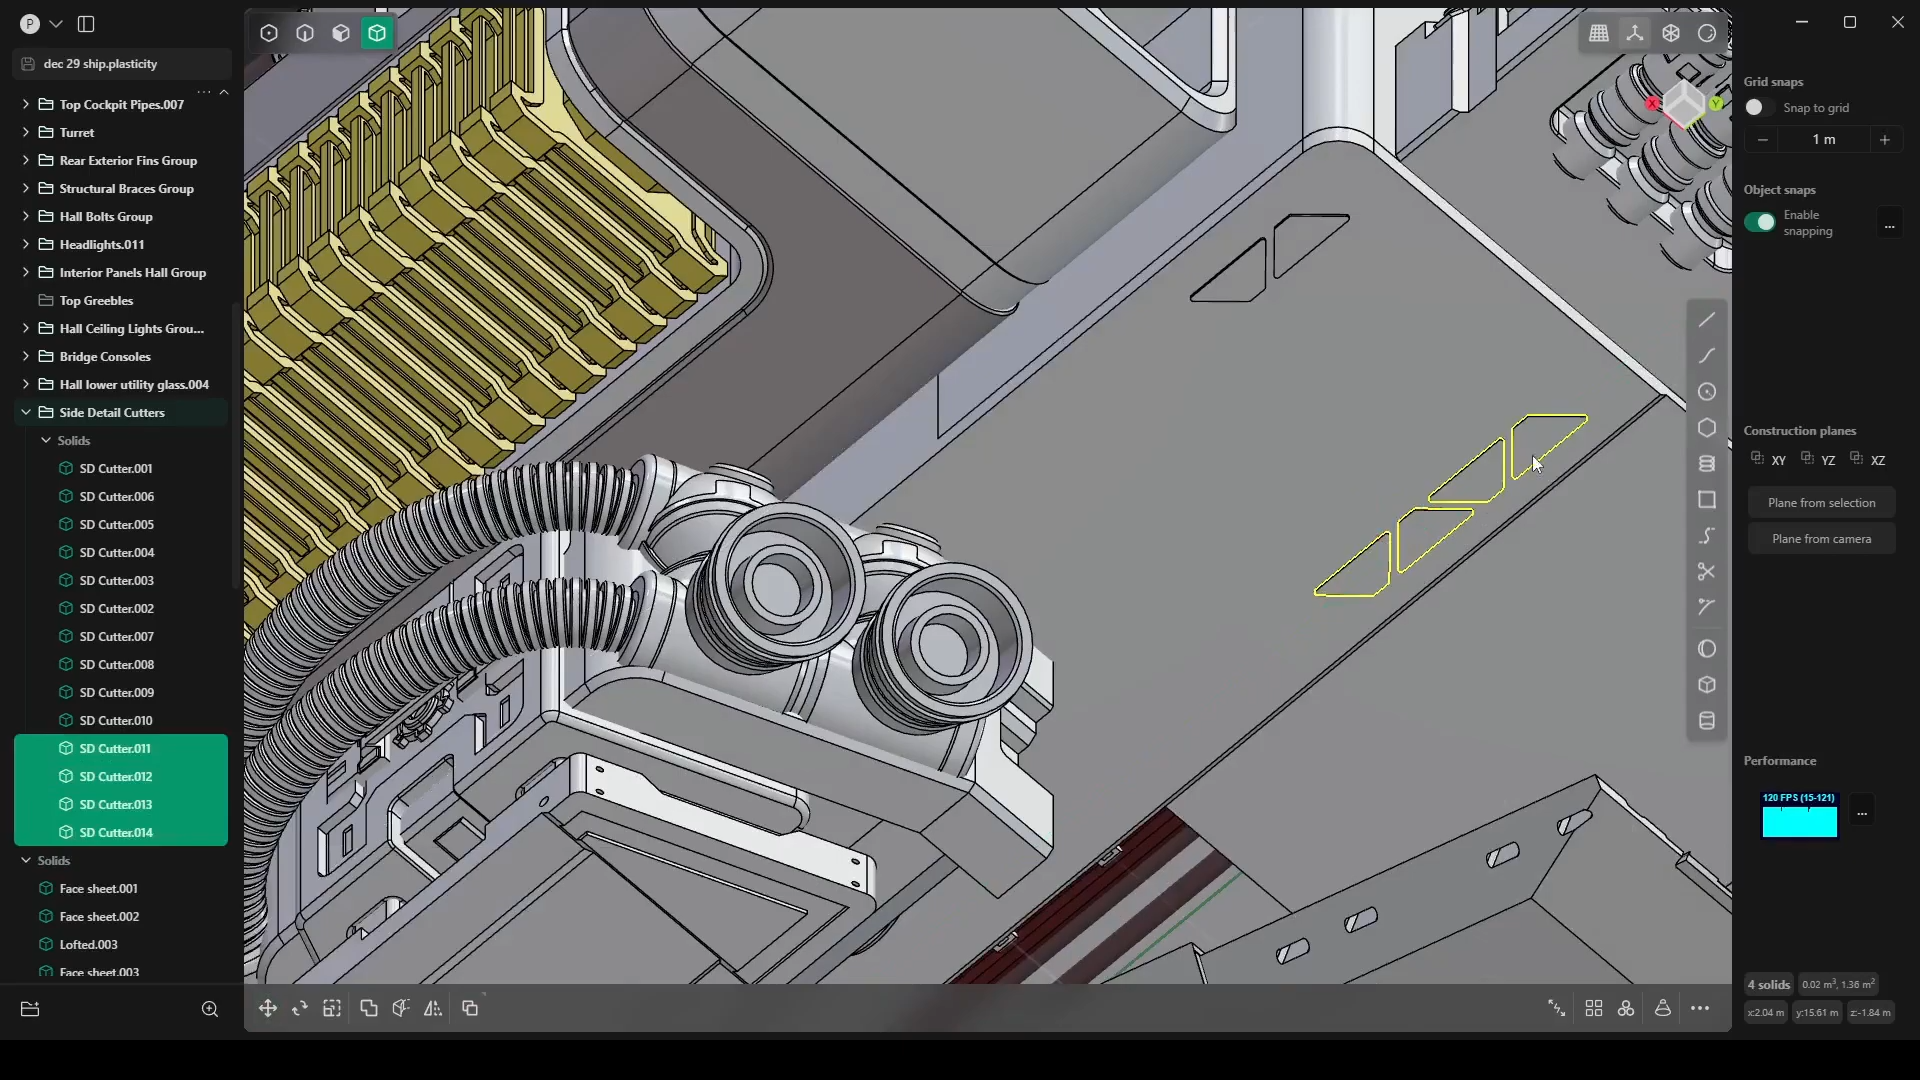 P
dec 29 ship.plasticity
Top Cockpit Pipes.007
Turret
Rear Exterior Fins Group
Structural Braces Group
Hall Bolts Group
Headlights.011
Interior Panels Hall Group
Top Greebles
Hall Ceiling Lights Grou...
Bridge Consoles
Hall lower utility glass.004
Side Detail Cutters
Solids
SD Cutter.001
SD Cutter.006
SD Cutter.005
SD Cutter.004
SD Cutter.003
SD Cutter.002
SD Cutter.007
SD Cutter.008
SD Cutter.009
SD Cutter.010
SD Cutter.011
SD Cutter.012
SD Cutter.013
SD Cutter.014
Solids
Face sheet.001
Face sheet.002
Lofted.003
Face sheet.003
X
Y
Grid snaps
Snap to grid
1 m
Object snaps
Enable
snapping
Construction planes
XY YZ XZ
Plane from selection
Plane from camera
Performance
120 FPS (15-121)
4 solids 0.02 m³, 1.36 m²
x:2.04 m y:15.61 m z:-1.84 m